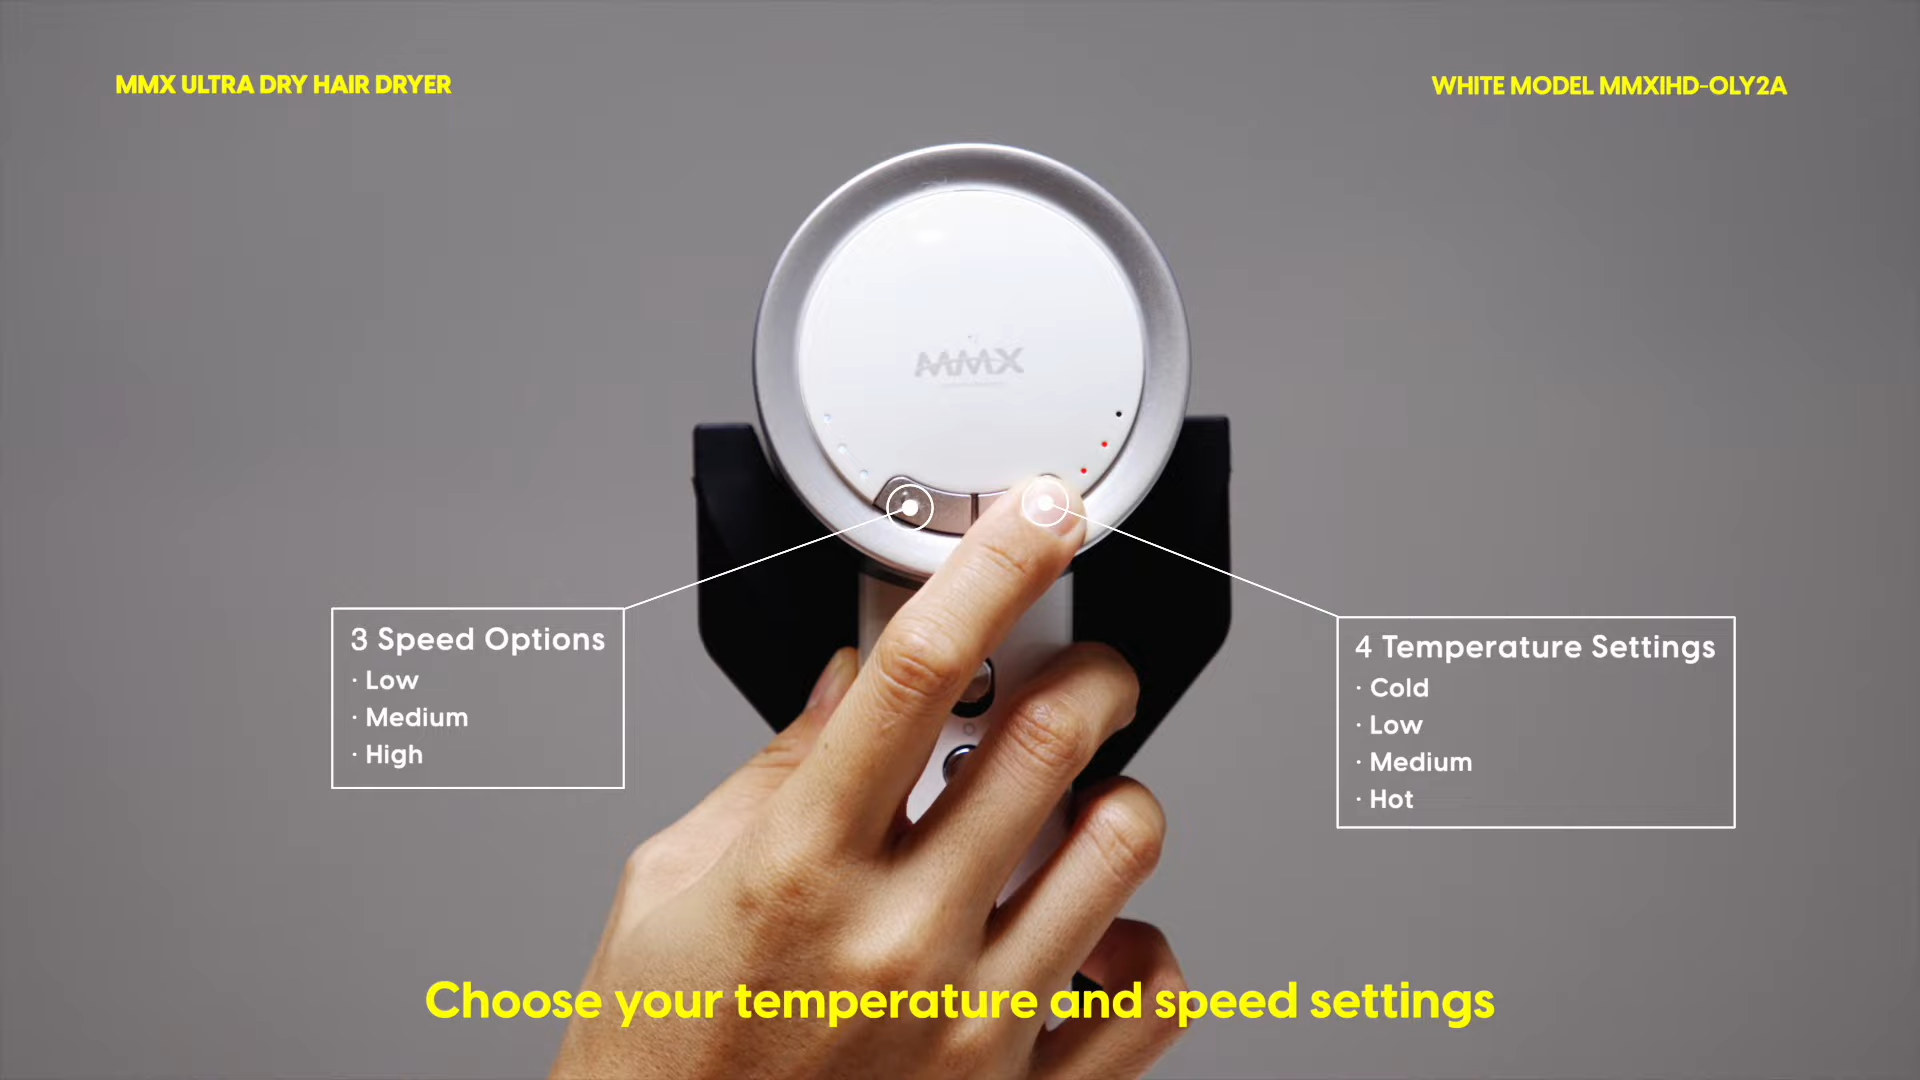 MMX ULTRA DRY HAIR DRYER
WHITE MODEL MMXIHD-OLY2A
MMX
3 Speed Options
· Low
· Medium
· High
4 Temperature Settings
· Cold
· Low
· Medium
· Hot
Choose your temperature and speed settings